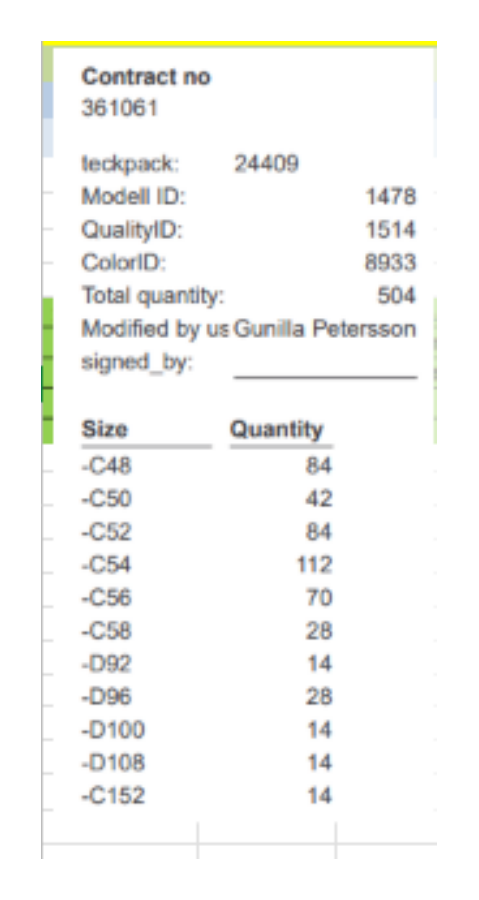 Contract no
361061
teckpack: 24409
Modell ID: 1478
QualityID: 1514
ColorID: 8933
Total quantity: 504
Modified by us Gunilla Petersson
signed_by:
Size Quantity
-C48 84
-C50 42
-C52 84
-C54 112
-C56 70
-C58 28
-D92 14
-D96 28
-D100 14
-D108 14
-C152 14